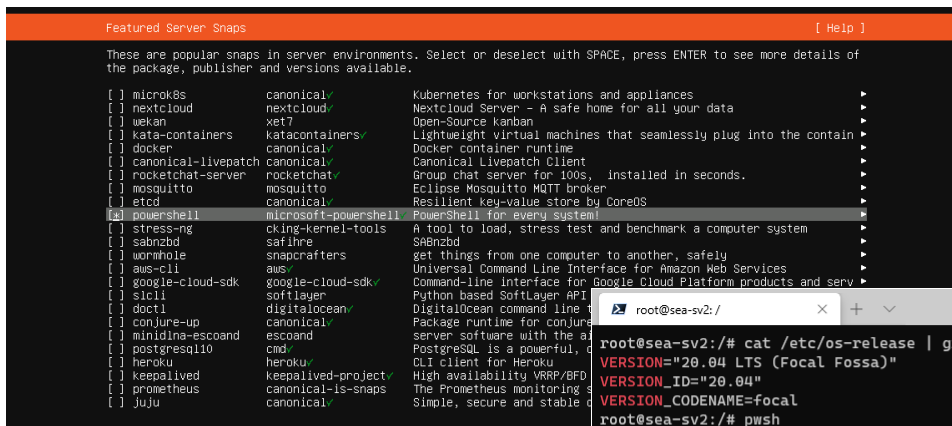 Featured Server Snaps [ Help ]
These are popular snaps in server environments. Select or deselect with SPACE, press ENTER to see more details of
the package, publisher and versions available.
[ ] microk8s canonical✓ Kubernetes for workstations and appliances ▸
[ ] nextcloud nextcloud✓ Nextcloud Server – A safe home for all your data ▸
[ ] wekan xet7 Open-Source kanban ▸
[ ] kata-containers katacontainers✓ Lightweight virtual machines that seamlessly plug into the contain ▸
[ ] docker canonical✓ Docker container runtime ▸
[ ] canonical-livepatch canonical✓ Canonical Livepatch Client ▸
[ ] rocketchat-server rocketchat✓ Group chat server for 100s, installed in seconds. ▸
[ ] mosquitto mosquitto Eclipse Mosquitto MQTT broker ▸
[ ] etcd canonical✓ Resilient key-value store by CoreOS ▸
[*] powershell microsoft-powershell✓ PowerShell for every system! ▸
[ ] stress-ng cking-kernel-tools A tool to load, stress test and benchmark a computer system ▸
[ ] sabnzbd safihre SABnzbd ▸
[ ] wormhole snapcrafters get things from one computer to another, safely ▸
[ ] aws-cli aws✓ Universal Command Line Interface for Amazon Web Services ▸
[ ] google-cloud-sdk google-cloud-sdk✓ Command-line interface for Google Cloud Platform products and serv ▸
[ ] slcli softlayer Python based SoftLayer API
[ ] doctl digitalocean✓ DigitalOcean command line t
[ ] conjure-up canonical✓ Package runtime for conjure
[ ] minidlna-escoand escoand server software with the ai
[ ] postgresql10 cmd✓ PostgreSQL is a powerful,
[ ] heroku heroku✓ CLI client for Heroku
[ ] keepalived keepalived-project✓ High availability VRRP/BFD
[ ] prometheus canonical-is-snaps The Prometheus monitoring s
[ ] juju canonical✓ Simple, secure and stable
root@sea-sv2: /
root@sea-sv2:/# cat /etc/os-release | g
VERSION="20.04 LTS (Focal Fossa)"
VERSION_ID="20.04"
VERSION_CODENAME=focal
root@sea-sv2:/# pwsh